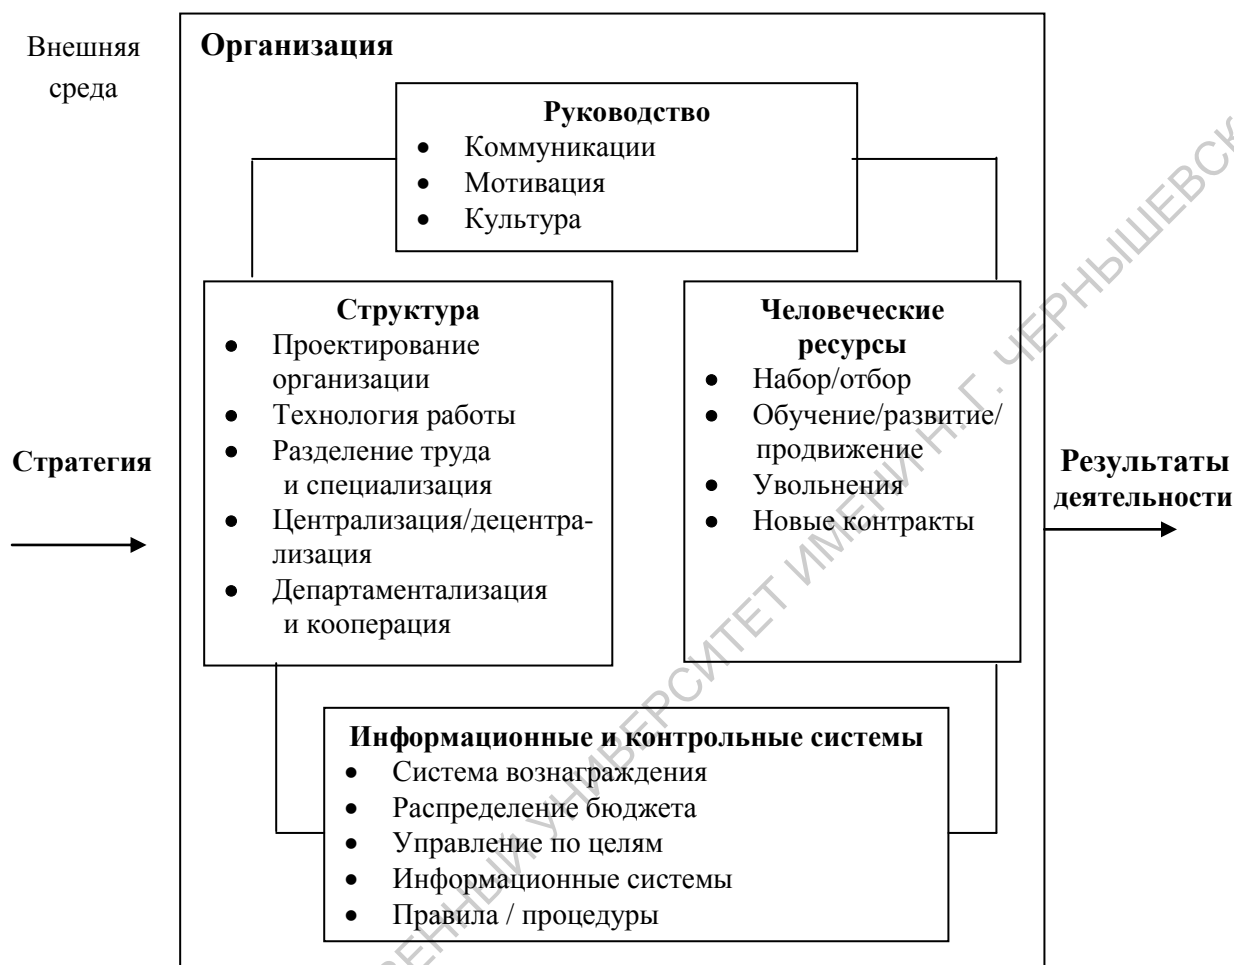 Внешняя
среда
Организация
Руководство
• Коммуникации
• Мотивация
• Культура
Структура
• Проектирование
организации
• Технология работы
• Разделение труда
и специализация
• Централизация/децентра-
лизация
• Департаментализация
и кооперация
Человеческие
ресурсы
• Набор/отбор
• Обучение/развитие/
продвижение
• Увольнения
• Новые контракты
Стратегия
Результаты
деятельности
Информационные и контрольные системы
• Система вознаграждения
• Распределение бюджета
• Управление по целям
• Информационные системы
• Правила / процедуры
УНИВЕРСИТЕТ ИМЕНИ Н. Г.